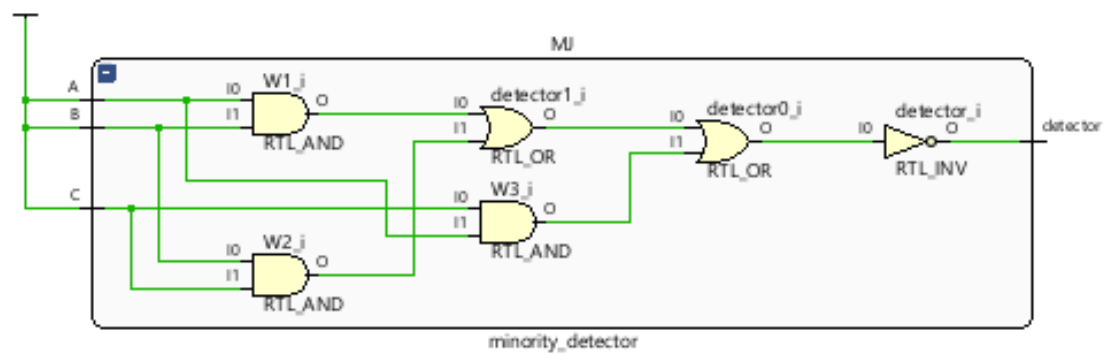 MJ
A
B
C
I0
I1
W1_i
O
RTL_AND
I0
I1
detector1_i
O
RTL_OR
I0
I1
detector0_i
O
RTL_OR
I0
detector_i
O
RTL_INV
detector
I0
I1
W3_i
O
RTL_AND
I0
I1
W2_i
O
RTL_AND
minority_detector